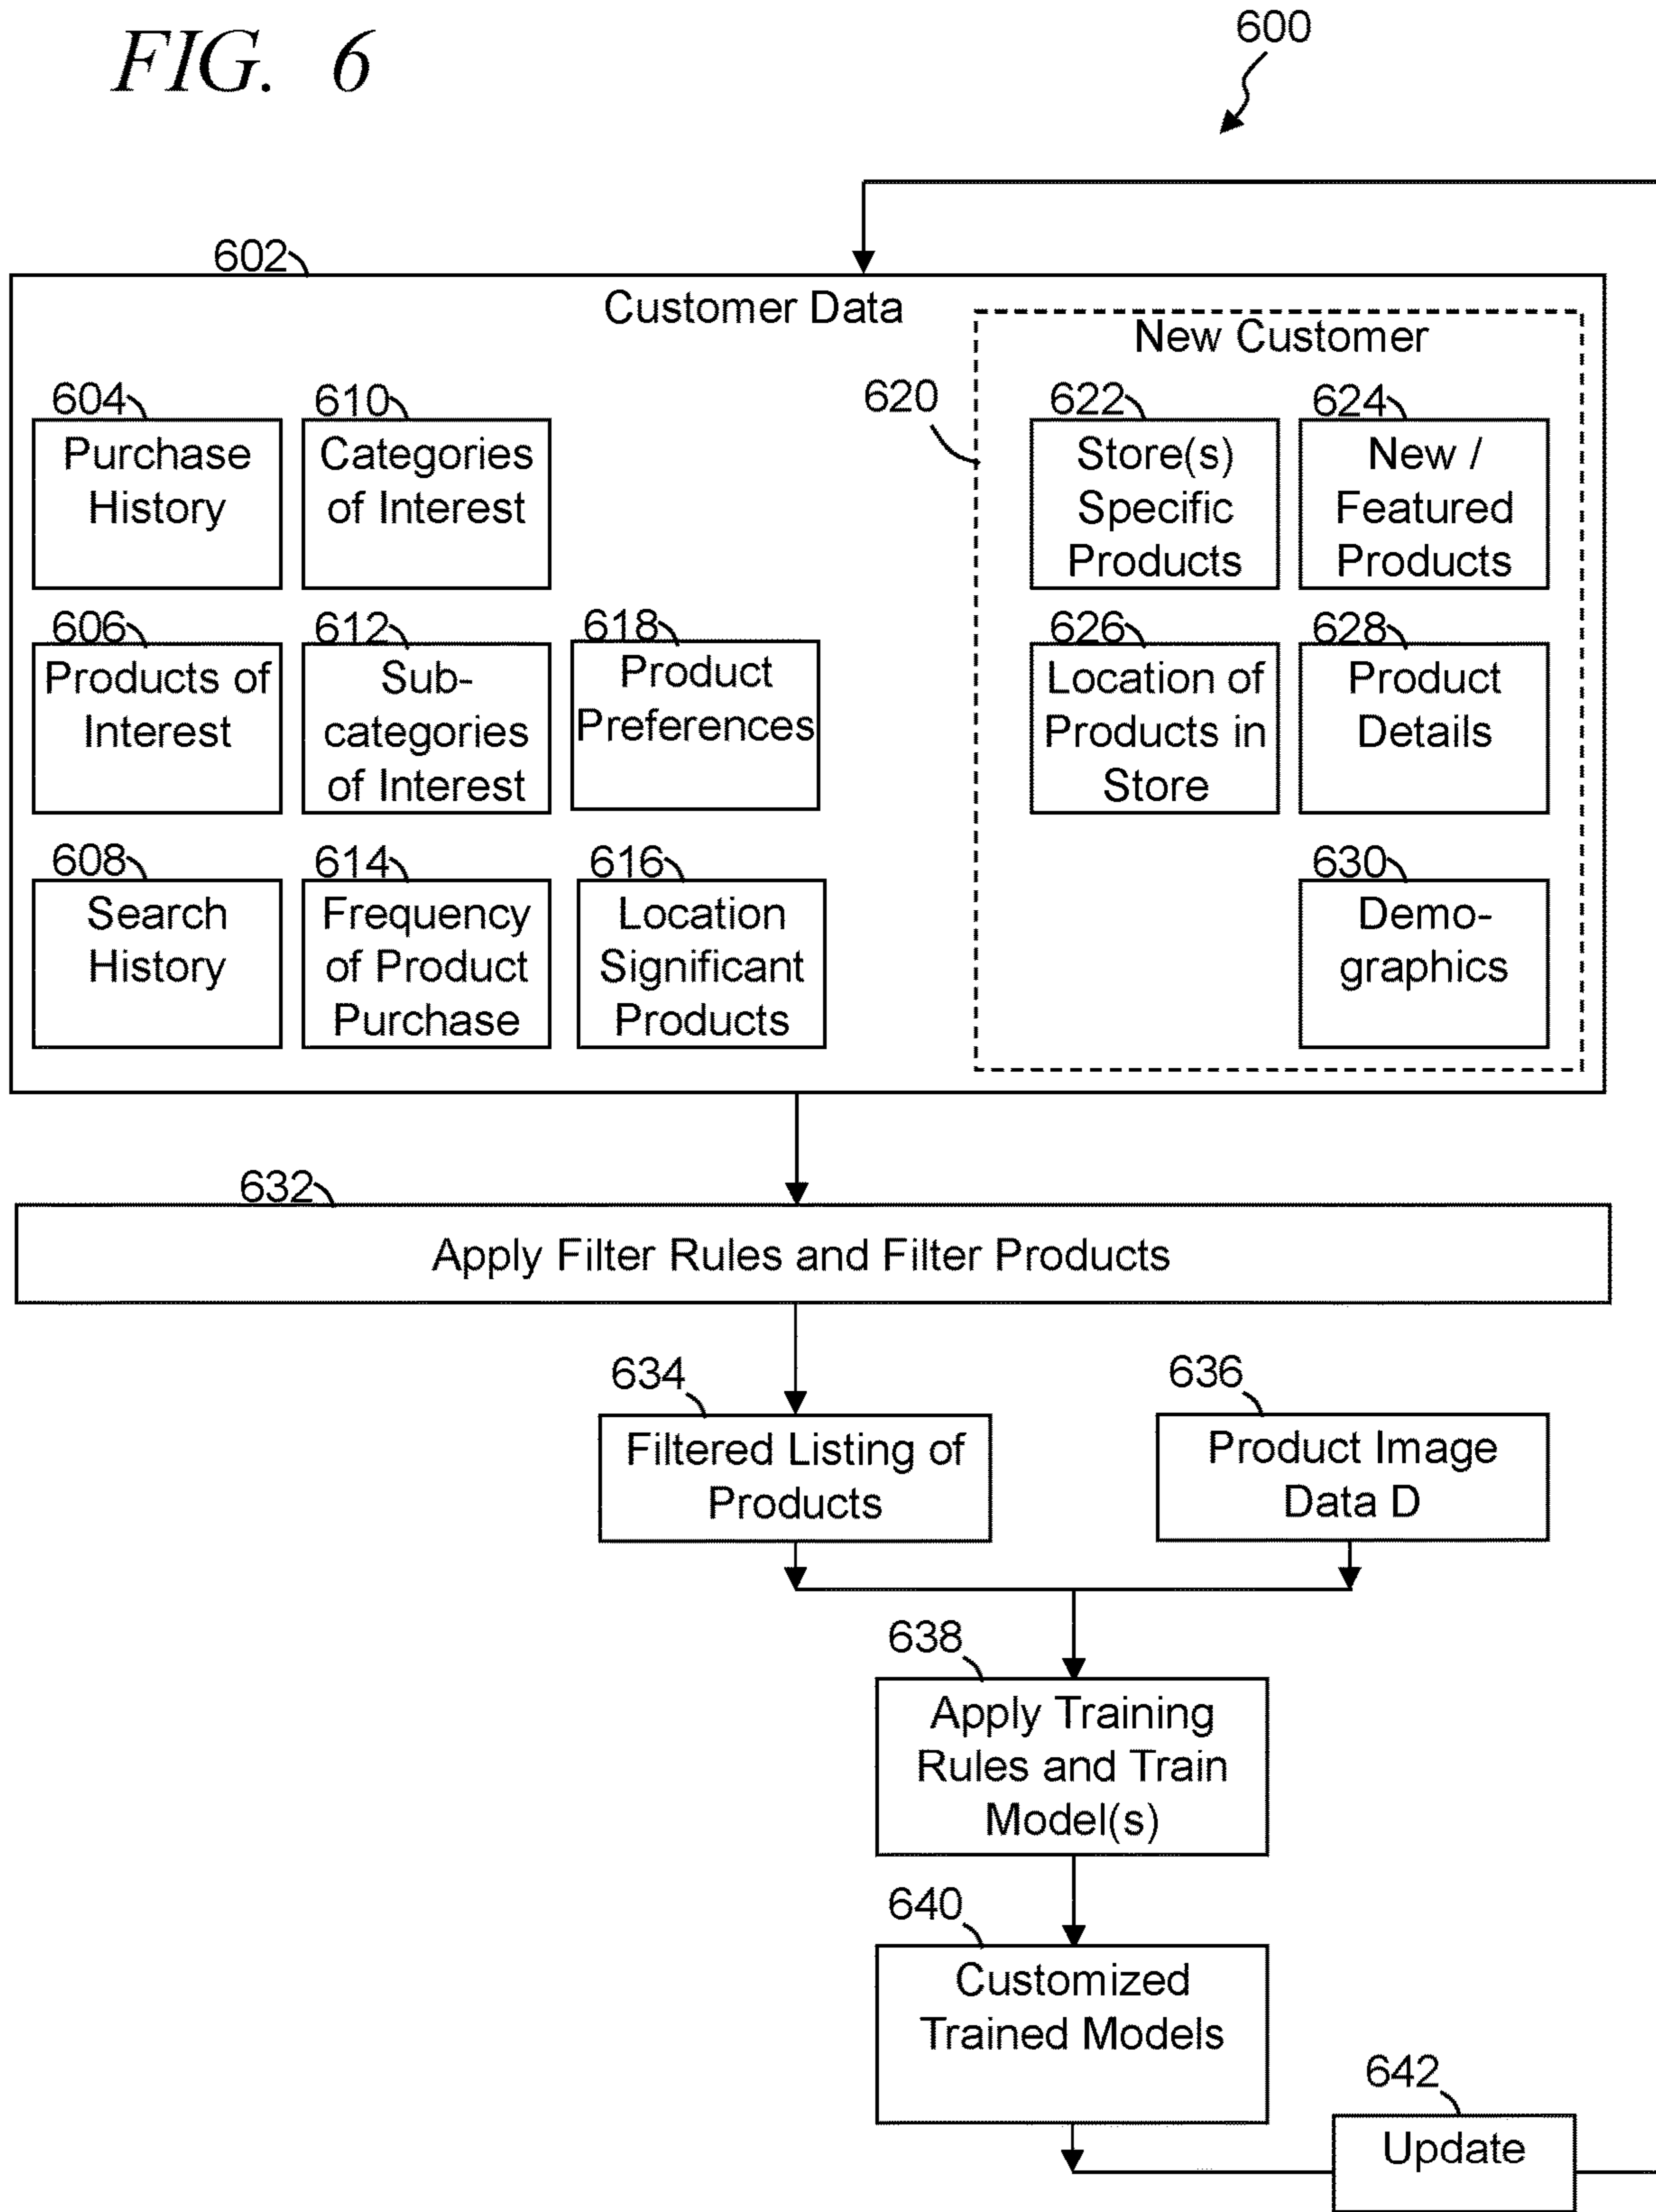 FIG. 6
600
602
Customer Data
New Customer
604
Purchase
History
610
Categories
of Interest
620
622
Store(s)
Specific
Products
624
New /
Featured
Products
606
Products of
Interest
612
Sub-
categories
of Interest
618
Product
Preferences
626
Location of
Products in
Store
628
Product
Details
608
Search
History
614
Frequency
of Product
Purchase
616
Location
Significant
Products
630
Demo-
graphics
632
Apply Filter Rules and Filter Products
634
Filtered Listing of
Products
636
Product Image
Data D
638
Apply Training
Rules and Train
Model(s)
640
Customized
Trained Models
642
Update